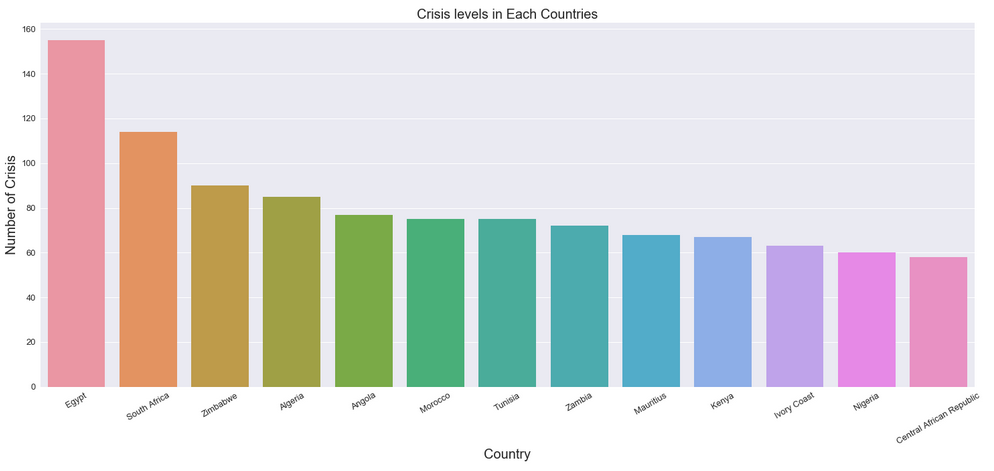 Crisis levels in Each Countries
Number of Crisis
160
140
120
100
80
60
40
20
0
Egypt
South Africa
Zimbabwe
Algeria
Angola
Morocco
Tunisia
Zambia
Mauritius
Kenya
Ivory Coast
Nigeria
Central African Republic
Country